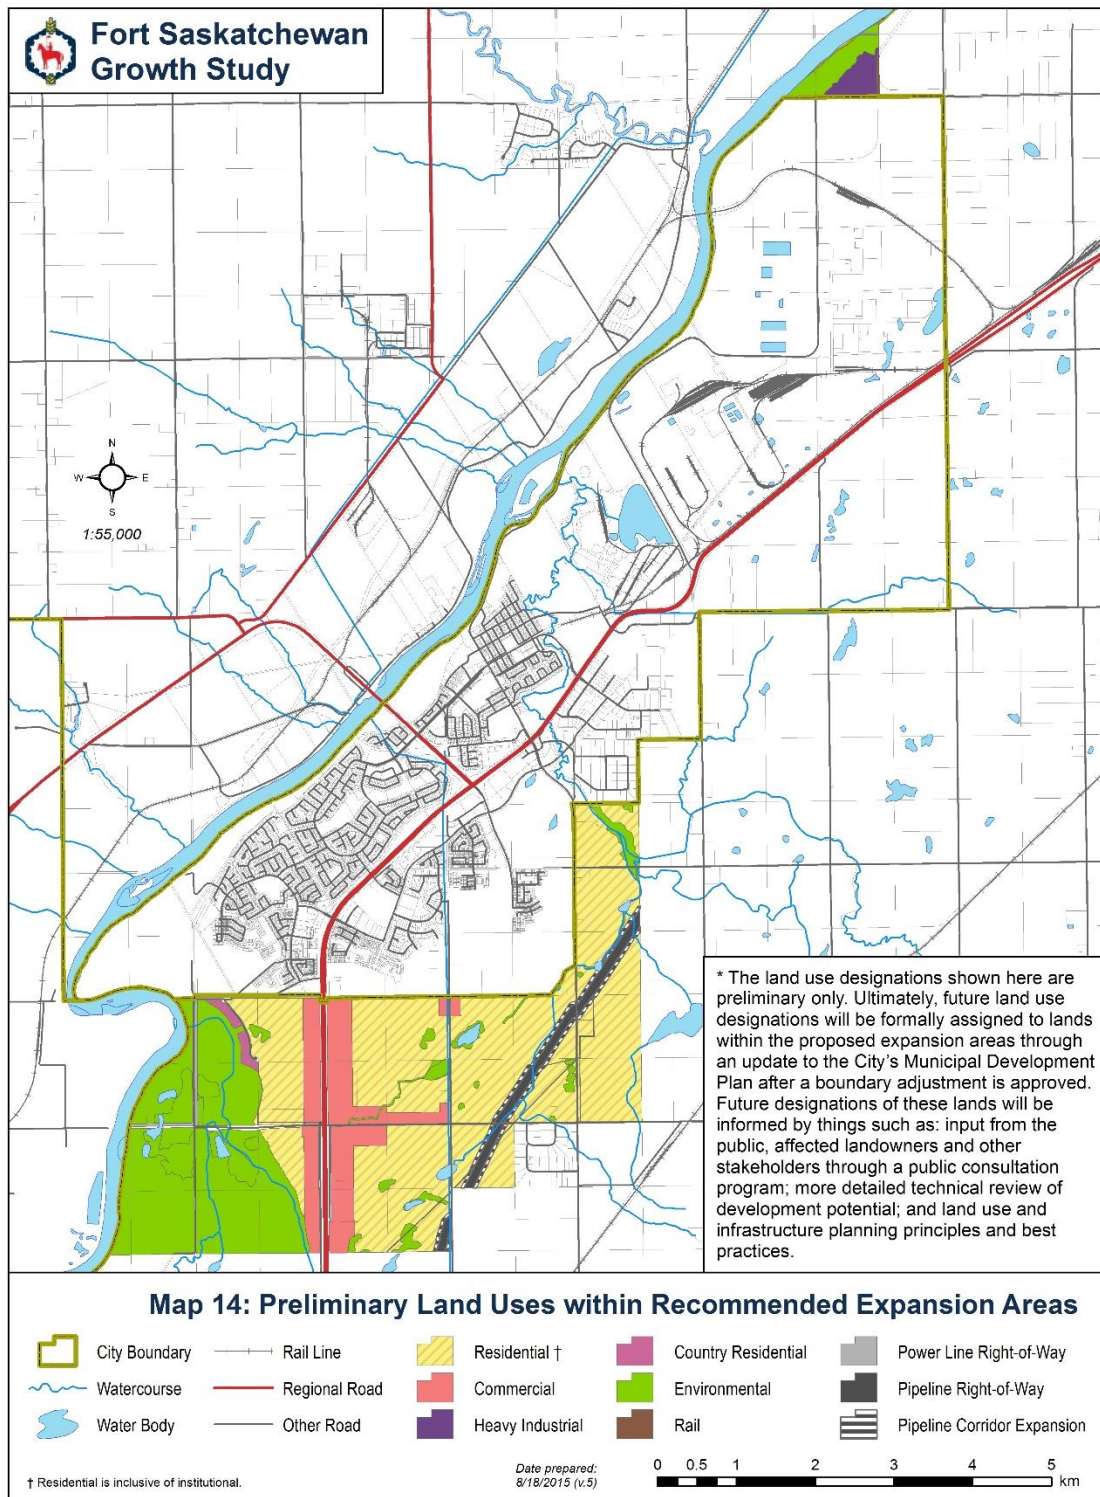 Fort Saskatchewan
Growth Study
N
W E
S
1:55,000
* The land use designations shown here are
preliminary only. Ultimately, future land use
designations will be formally assigned to lands
within the proposed expansion areas through
an update to the City's Municipal Development
Plan after a boundary adjustment is approved.
Future designations of these lands will be
informed by things such as: input from the
public, affected landowners and other
stakeholders through a public consultation
program; more detailed technical review of
development potential; and land use and
infrastructure planning principles and best
practices.
Map 14: Preliminary Land Uses within Recommended Expansion Areas
City Boundary Rail Line Residential † Country Residential Power Line Right-of-Way
Watercourse Regional Road Commercial Environmental Pipeline Right-of-Way
Water Body Other Road Heavy Industrial Rail Pipeline Corridor Expansion
† Residential is inclusive of institutional.
Date prepared:
8/18/2015 (v.5)
0 0.5 1 2 3 4 5
km